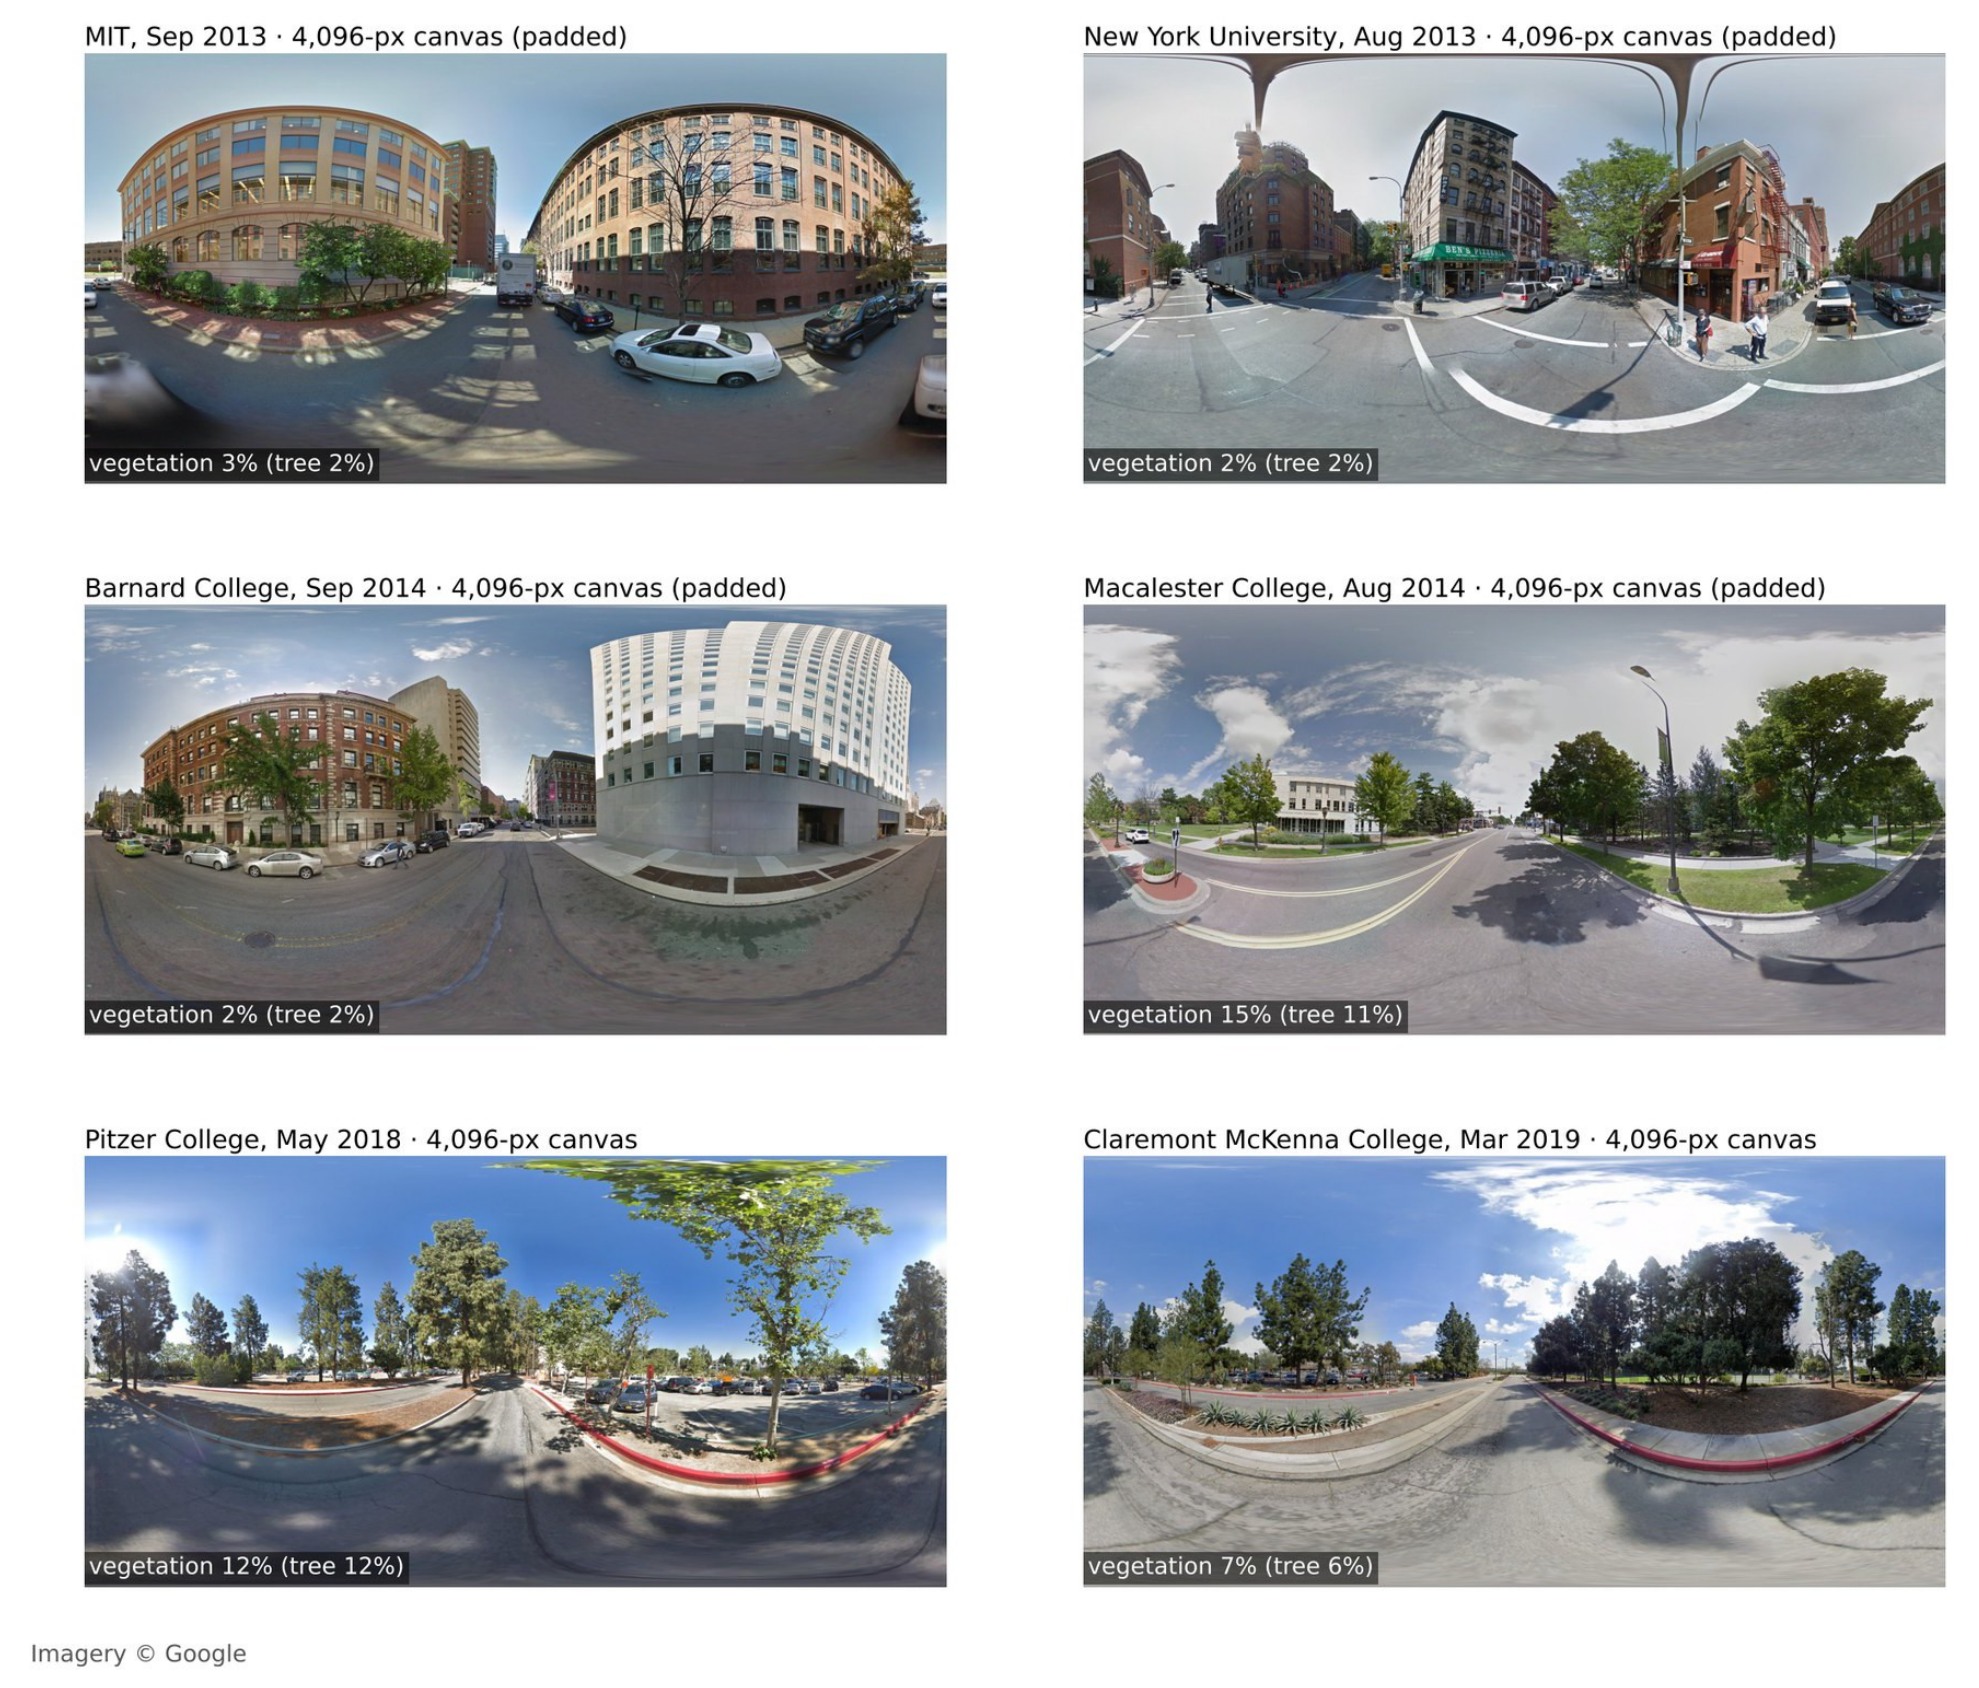 MIT, Sep 2013 · 4,096-px canvas (padded)
New York University, Aug 2013 · 4,096-px canvas (padded)
BEN'S PIZZERIA
vegetation 3% (tree 2%)
vegetation 2% (tree 2%)
Barnard College, Sep 2014 · 4,096-px canvas (padded)
Macalester College, Aug 2014 · 4,096-px canvas (padded)
vegetation 2% (tree 2%)
vegetation 15% (tree 11%)
Pitzer College, May 2018 · 4,096-px canvas
Claremont McKenna College, Mar 2019 · 4,096-px canvas
vegetation 12% (tree 12%)
vegetation 7% (tree 6%)
Imagery © Google